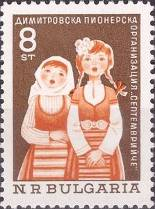 ДИМИТРОВСКА ПИОНЕРСКА
ОРГАНИЗАЦИЯ „СЕПТЕМВРИЙЧЕ“
8
ST
N R BULGARIA